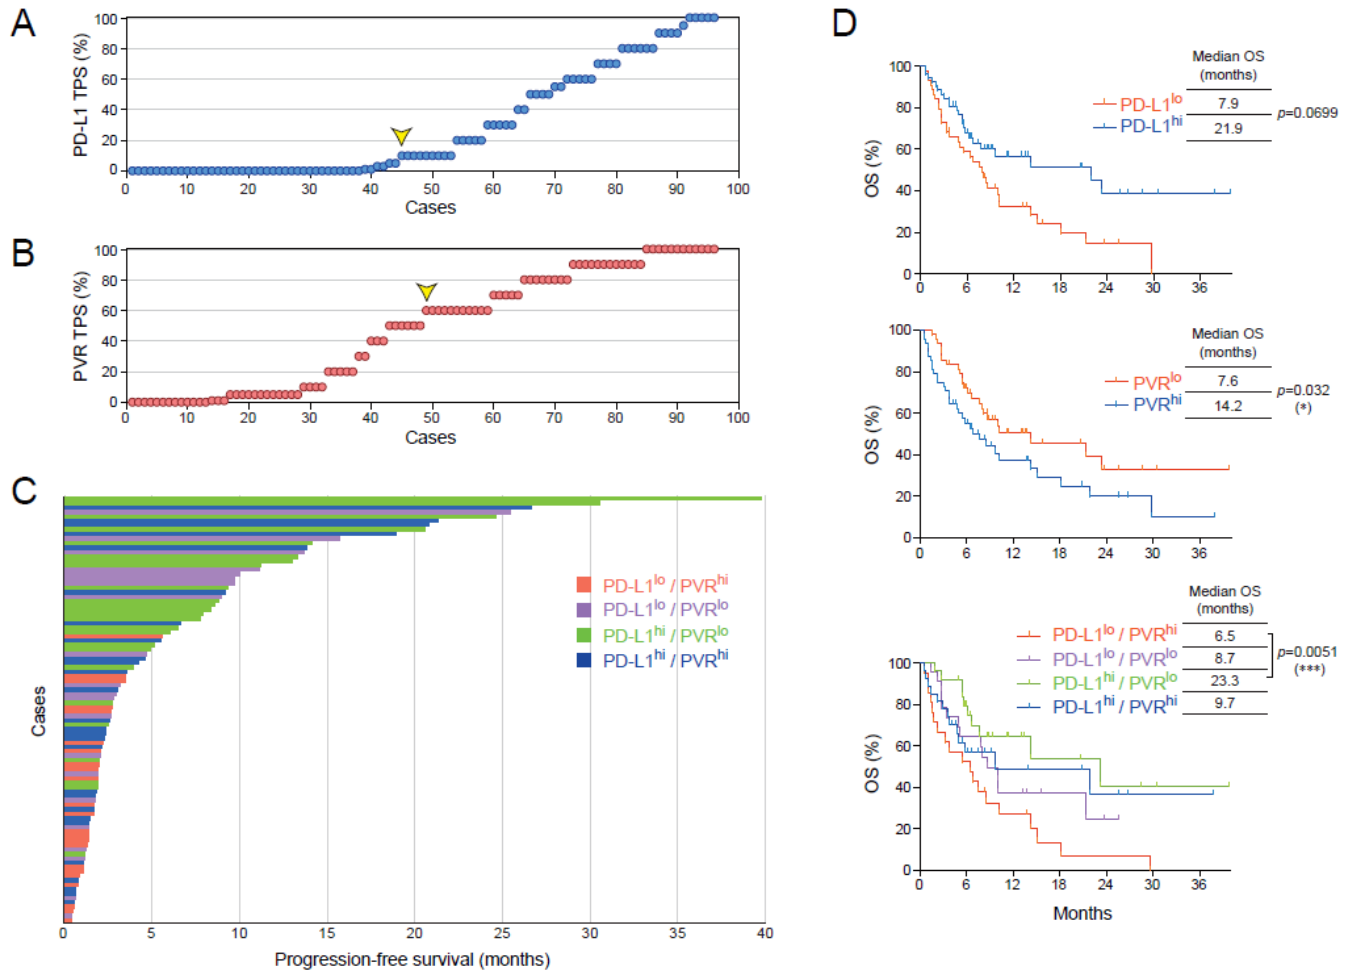 A
PD-L1 TPS (%)
100
80
60
40
20
0
0 10 20 30 40 50 60 70 80 90 100
Cases
B
PVR TPS (%)
100
80
60
40
20
0
0 10 20 30 40 50 60 70 80 90 100
Cases
C
Cases
PD-L1lo / PVRhi
PD-L1lo / PVRlo
PD-L1hi / PVRlo
PD-L1hi / PVRhi
0 5 10 15 20 25 30 35 40
Progression-free survival (months)
D
Median OS
(months)
PD-L1lo 7.9
PD-L1hi 21.9
p=0.0699
OS (%)
100
80
60
40
20
0
0 6 12 18 24 30 36
Median OS
(months)
PVRlo 7.6
PVRhi 14.2
p=0.032
(*)
OS (%)
100
80
60
40
20
0
0 6 12 18 24 30 36
Median OS
(months)
PD-L1lo / PVRhi 6.5
PD-L1lo / PVRlo 8.7
PD-L1hi / PVRlo 23.3
PD-L1hi / PVRhi 9.7
p=0.0051
(***)
OS (%)
100
80
60
40
20
0
0 6 12 18 24 30 36
Months